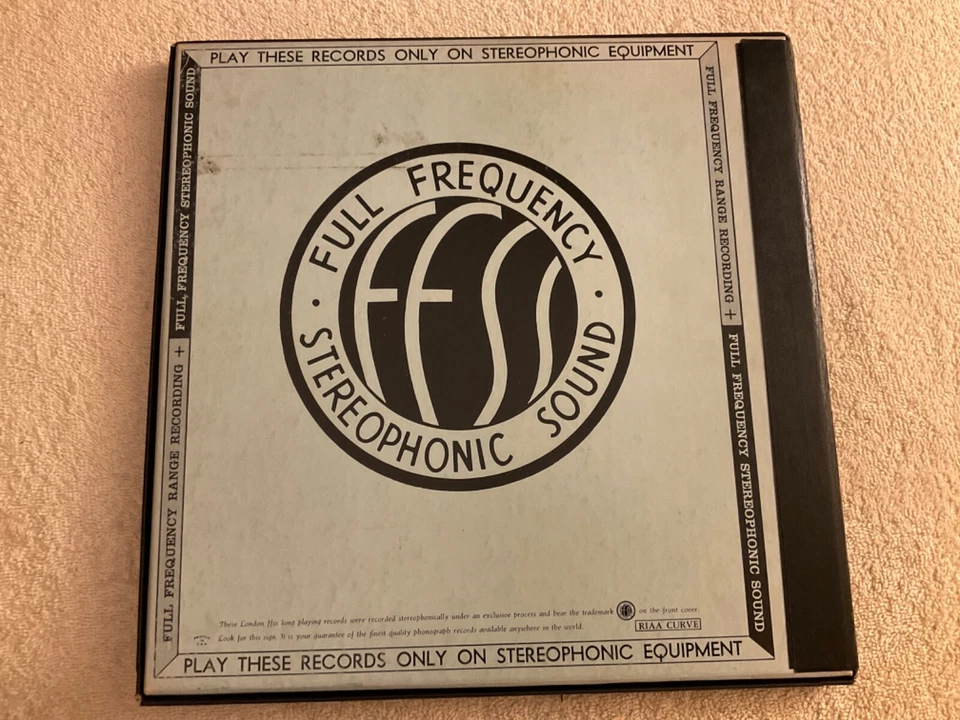 PLAY THESE RECORDS ONLY ON STEREOPHONIC EQUIPMENT
FULL FREQUENCY RANGE RECORDING + FULL FREQUENCY STEREOPHONIC SOUND
FULL FREQUENCY RANGE RECORDING + FULL FREQUENCY STEREOPHONIC SOUND
FULL FREQUENCY
ffss
• STEREOPHONIC SOUND •
These London ffss long playing records were recorded stereophonically under an exclusive process and bear the trademark on the front cover.
Look for this sign. It is your guarantee of the finest quality phonograph records available anywhere in the world.
RIAA CURVE
PLAY THESE RECORDS ONLY ON STEREOPHONIC EQUIPMENT